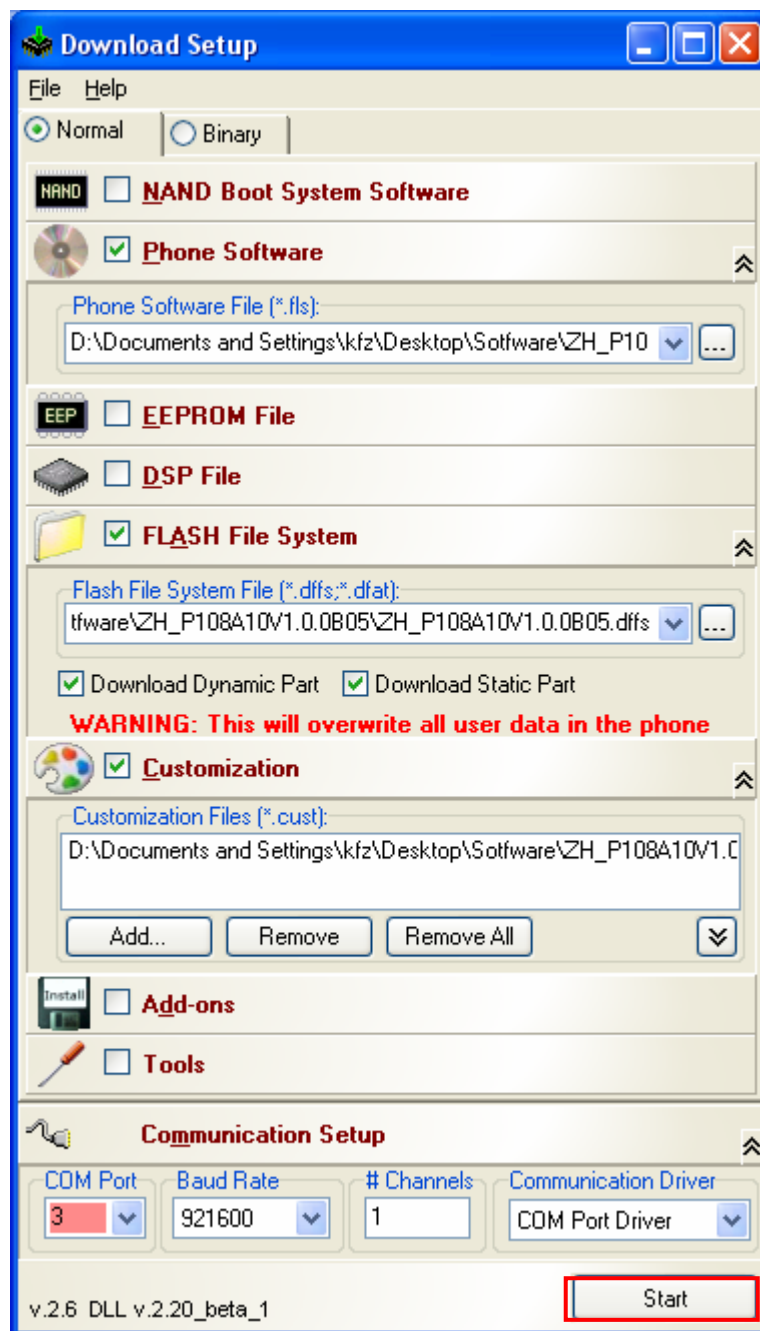 Download Setup
File Help
Normal Binary
NAND NAND Boot System Software
Phone Software
Phone Software File (*.fls):
D:\Documents and Settings\kfz\Desktop\Sotfware\ZH_P10 ...
EEP EEPROM File
DSP File
FLASH File System
Flash File System File (*.dffs;*.dfat):
tfware\ZH_P108A10V1.0.0B05\ZH_P108A10V1.0.0B05.dffs ...
Download Dynamic Part Download Static Part
WARNING: This will overwrite all user data in the phone
Customization
Customization Files (*.cust):
D:\Documents and Settings\kfz\Desktop\Sotfware\ZH_P108A10V1.0
Add... Remove Remove All
Install Add-ons
Tools
Communication Setup
COM Port Baud Rate # Channels Communication Driver
3 921600 1 COM Port Driver
v.2.6 DLL v.2.20_beta_1 Start